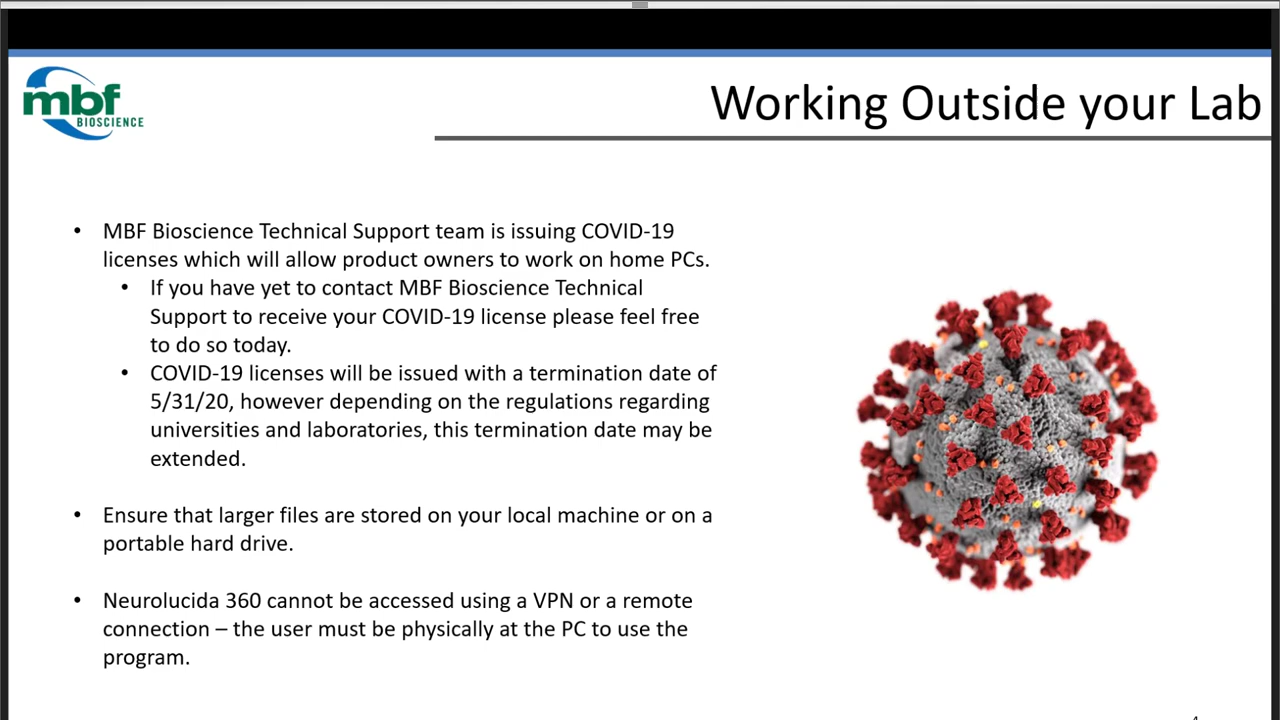 mbf
BIOSCIENCE
Working Outside your Lab
• MBF Bioscience Technical Support team is issuing COVID-19
licenses which will allow product owners to work on home PCs.
• If you have yet to contact MBF Bioscience Technical
Support to receive your COVID-19 license please feel free
to do so today.
• COVID-19 licenses will be issued with a termination date of
5/31/20, however depending on the regulations regarding
universities and laboratories, this termination date may be
extended.
• Ensure that larger files are stored on your local machine or on a
portable hard drive.
• Neurolucida 360 cannot be accessed using a VPN or a remote
connection – the user must be physically at the PC to use the
program.